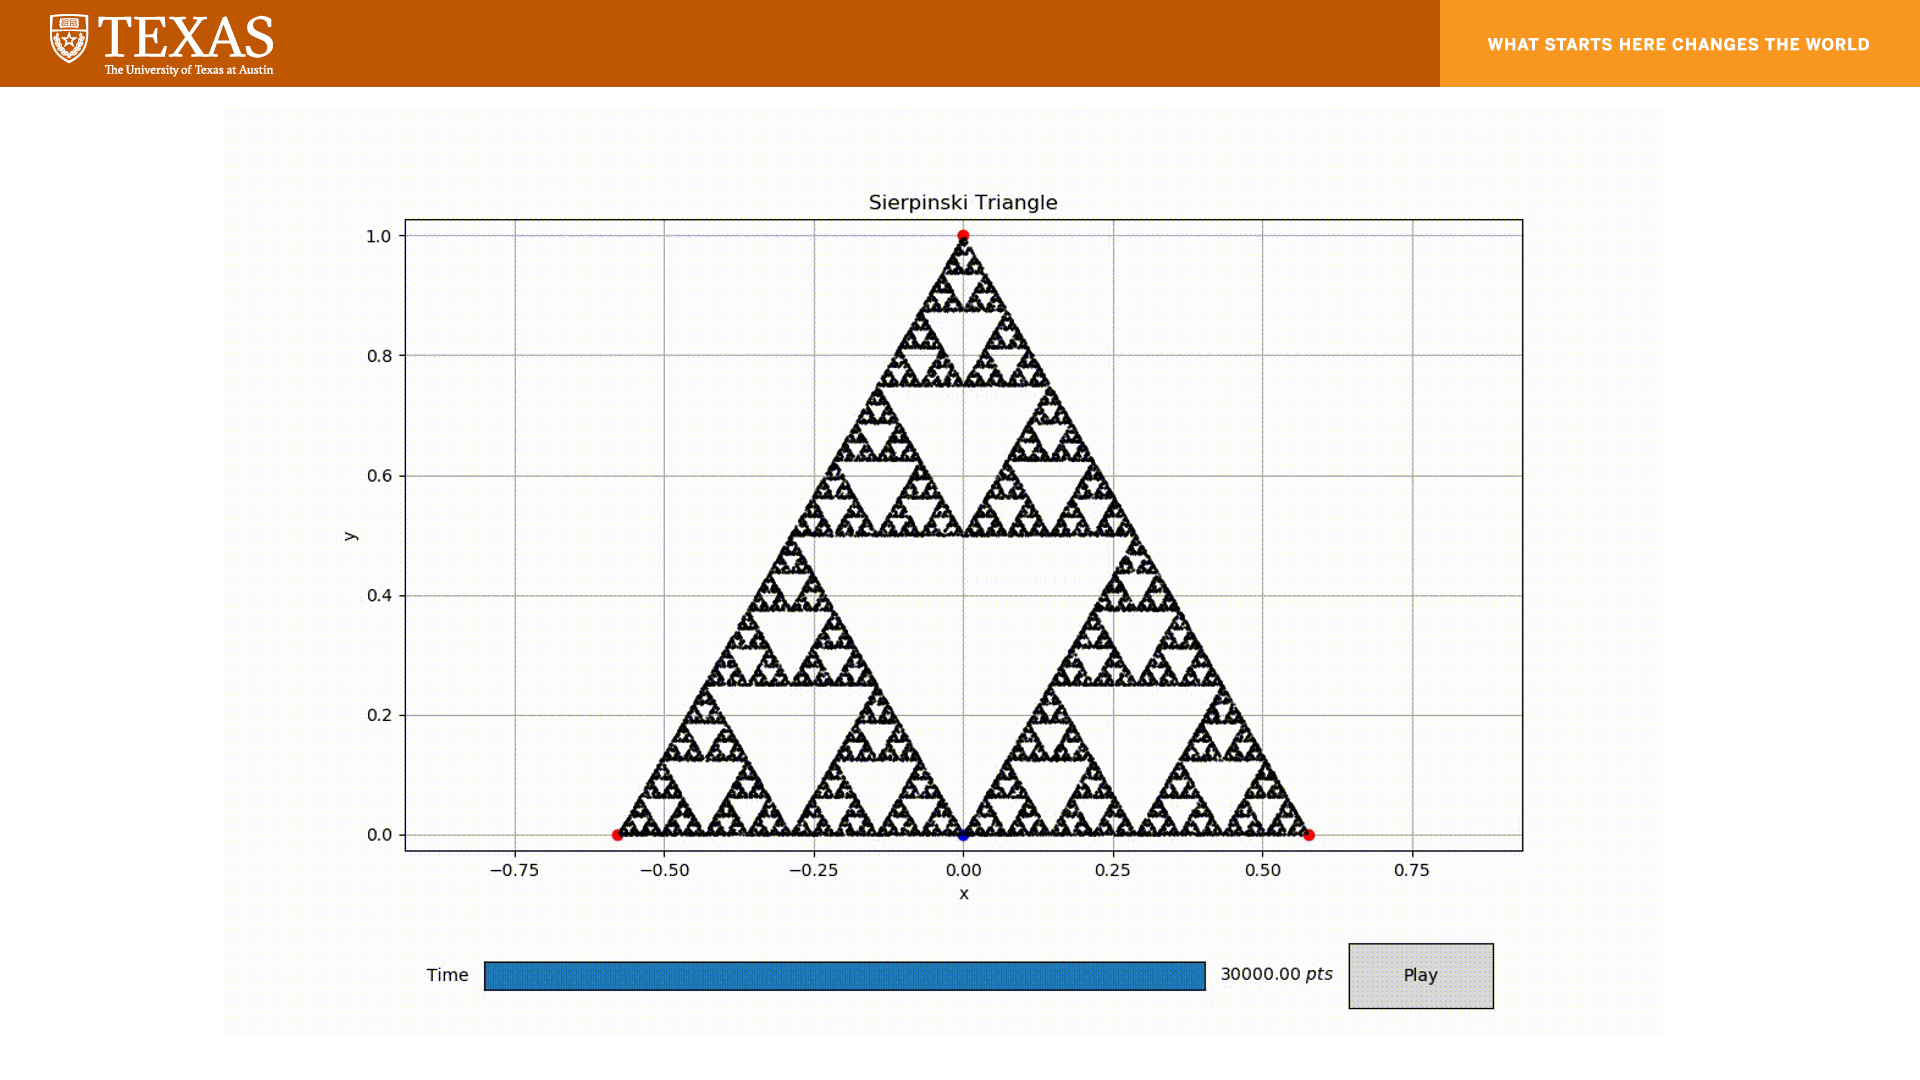 TEXAS
The University of Texas at Austin
WHAT STARTS HERE CHANGES THE WORLD
Sierpinski Triangle
1.0
0.8
0.6
0.4
0.2
0.0
y
−0.75 −0.50 −0.25 0.00 0.25 0.50 0.75
x
Time 30000.00 pts Play